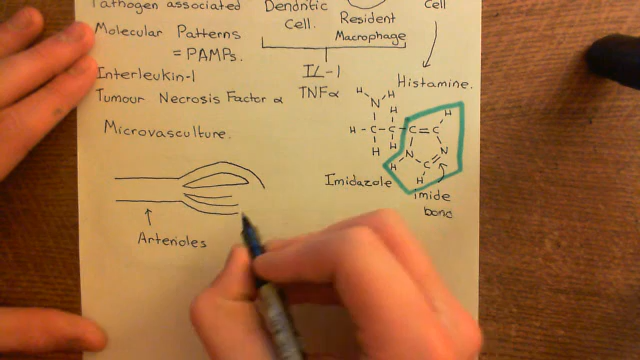 Pathogen associated
Molecular Patterns
= PAMPs.
Interleukin-1
Tumour Necrosis Factor α
Microvasculature.
Arterioles
Dendritic
Cell.
Resident
Macrophage
IL-1
TNFα
Cell
Histamine.
H H
N
H
H - C - C - C = C
H
H H
N N
H C
H
Imidazole
imide
bond